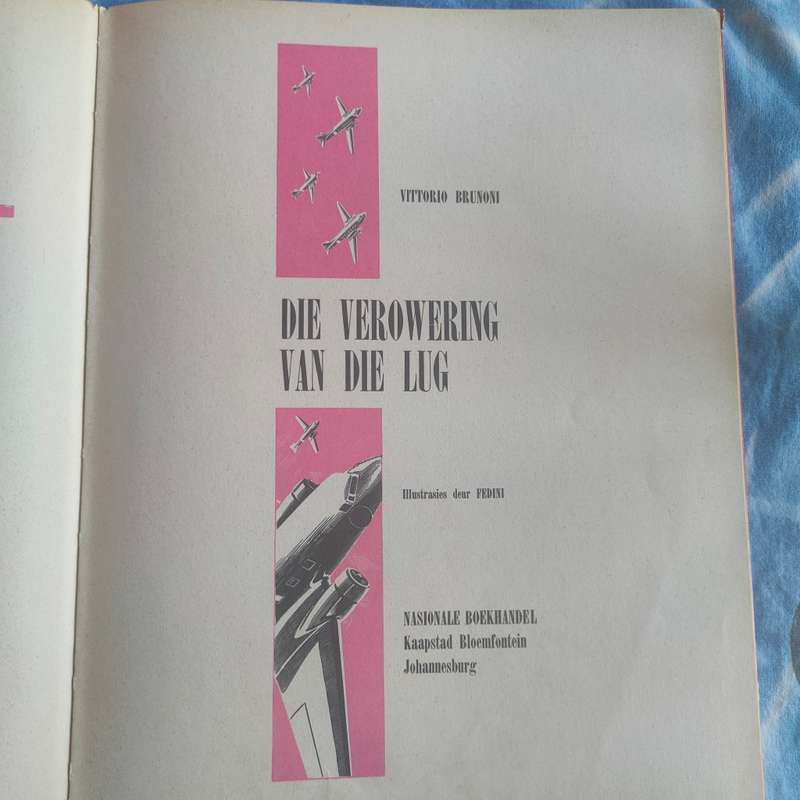 VITTORIO BRUNONI
DIE VEROWERING
VAN DIE LUG
Illustrasies deur FEDINI
NASIONALE BOEKHANDEL
Kaapstad Bloemfontein
Johannesburg